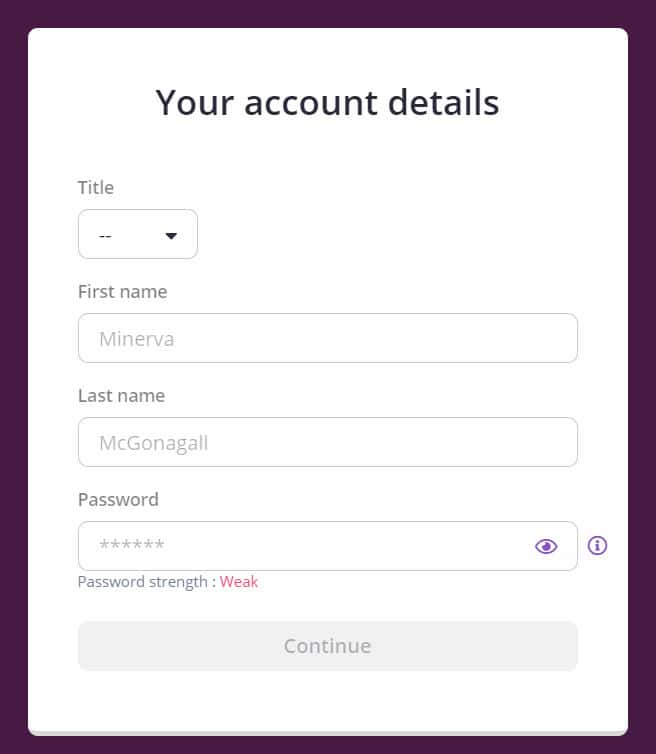 Your account details
Title
--
First name
Minerva
Last name
McGonagall
Password
******
Password strength : Weak
Continue